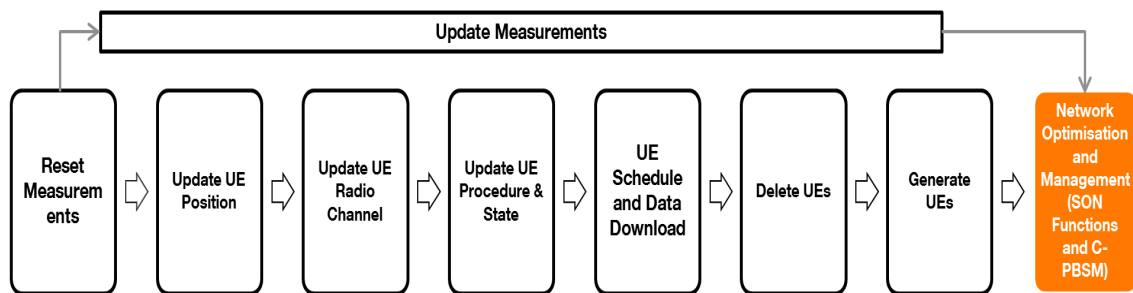 Update Measurements
Reset
Measurem
ents
Update UE
Position
Update UE
Radio
Channel
Update UE
Procedure &
State
UE
Schedule
and Data
Download
Delete UEs
Generate
UEs
Network
Optimisation
and
Management
(SON
Functions
and C-
PBSM)